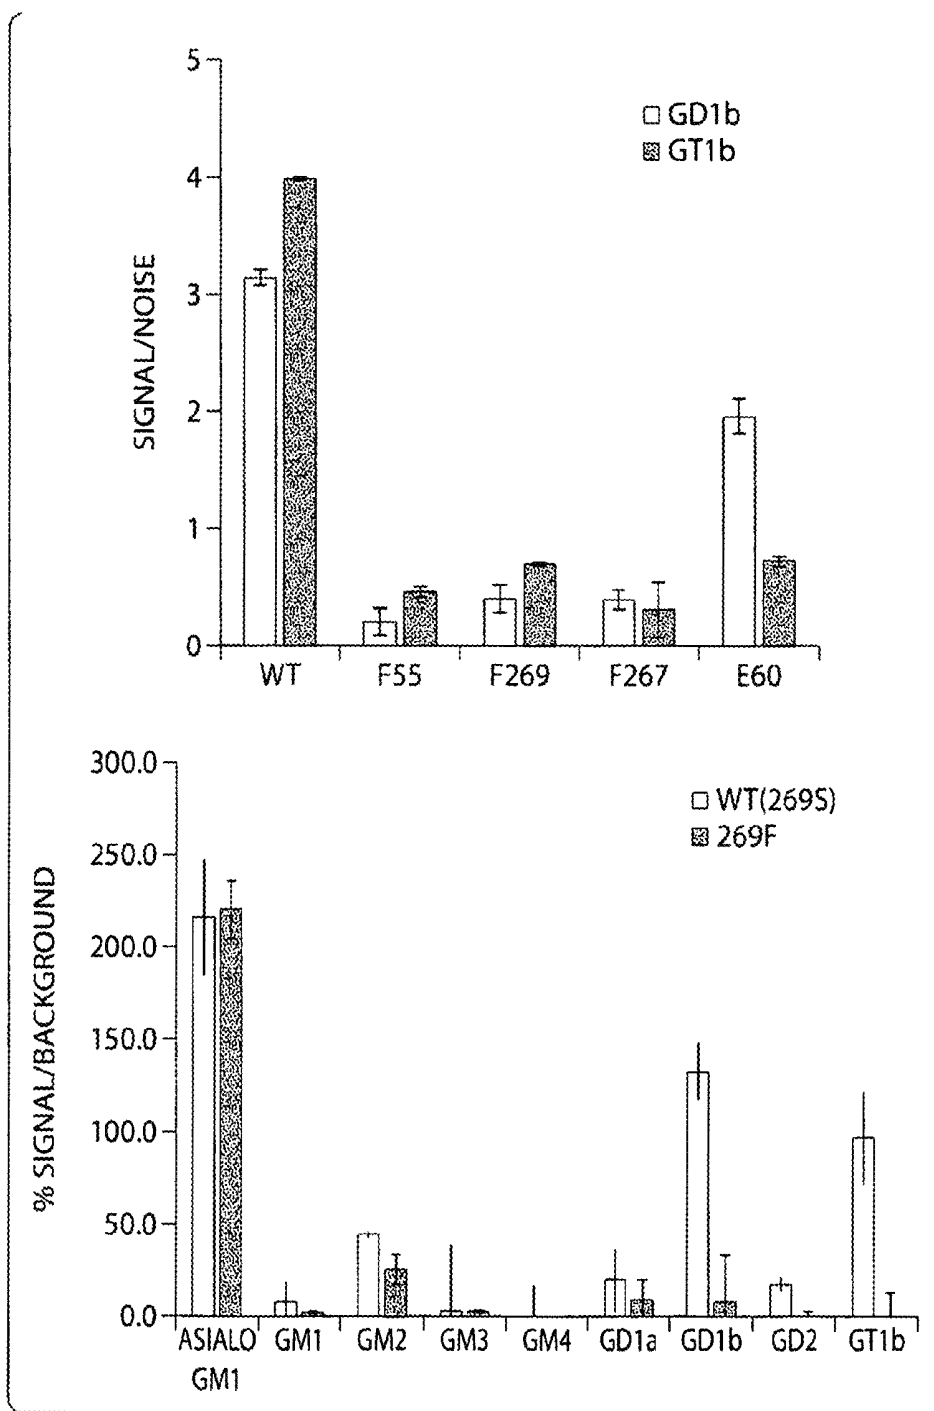 5
4
3
2
1
0
SIGNAL/NOISE
GD1b
GT1b
WT F55 F269 F267 E60
300.0
250.0
200.0
150.0
100.0
50.0
0.0
% SIGNAL/BACKGROUND
WT(269S)
269F
ASIALO GM1 GM2 GM3 GM4 GD1a GD1b GD2 GT1b
GM1